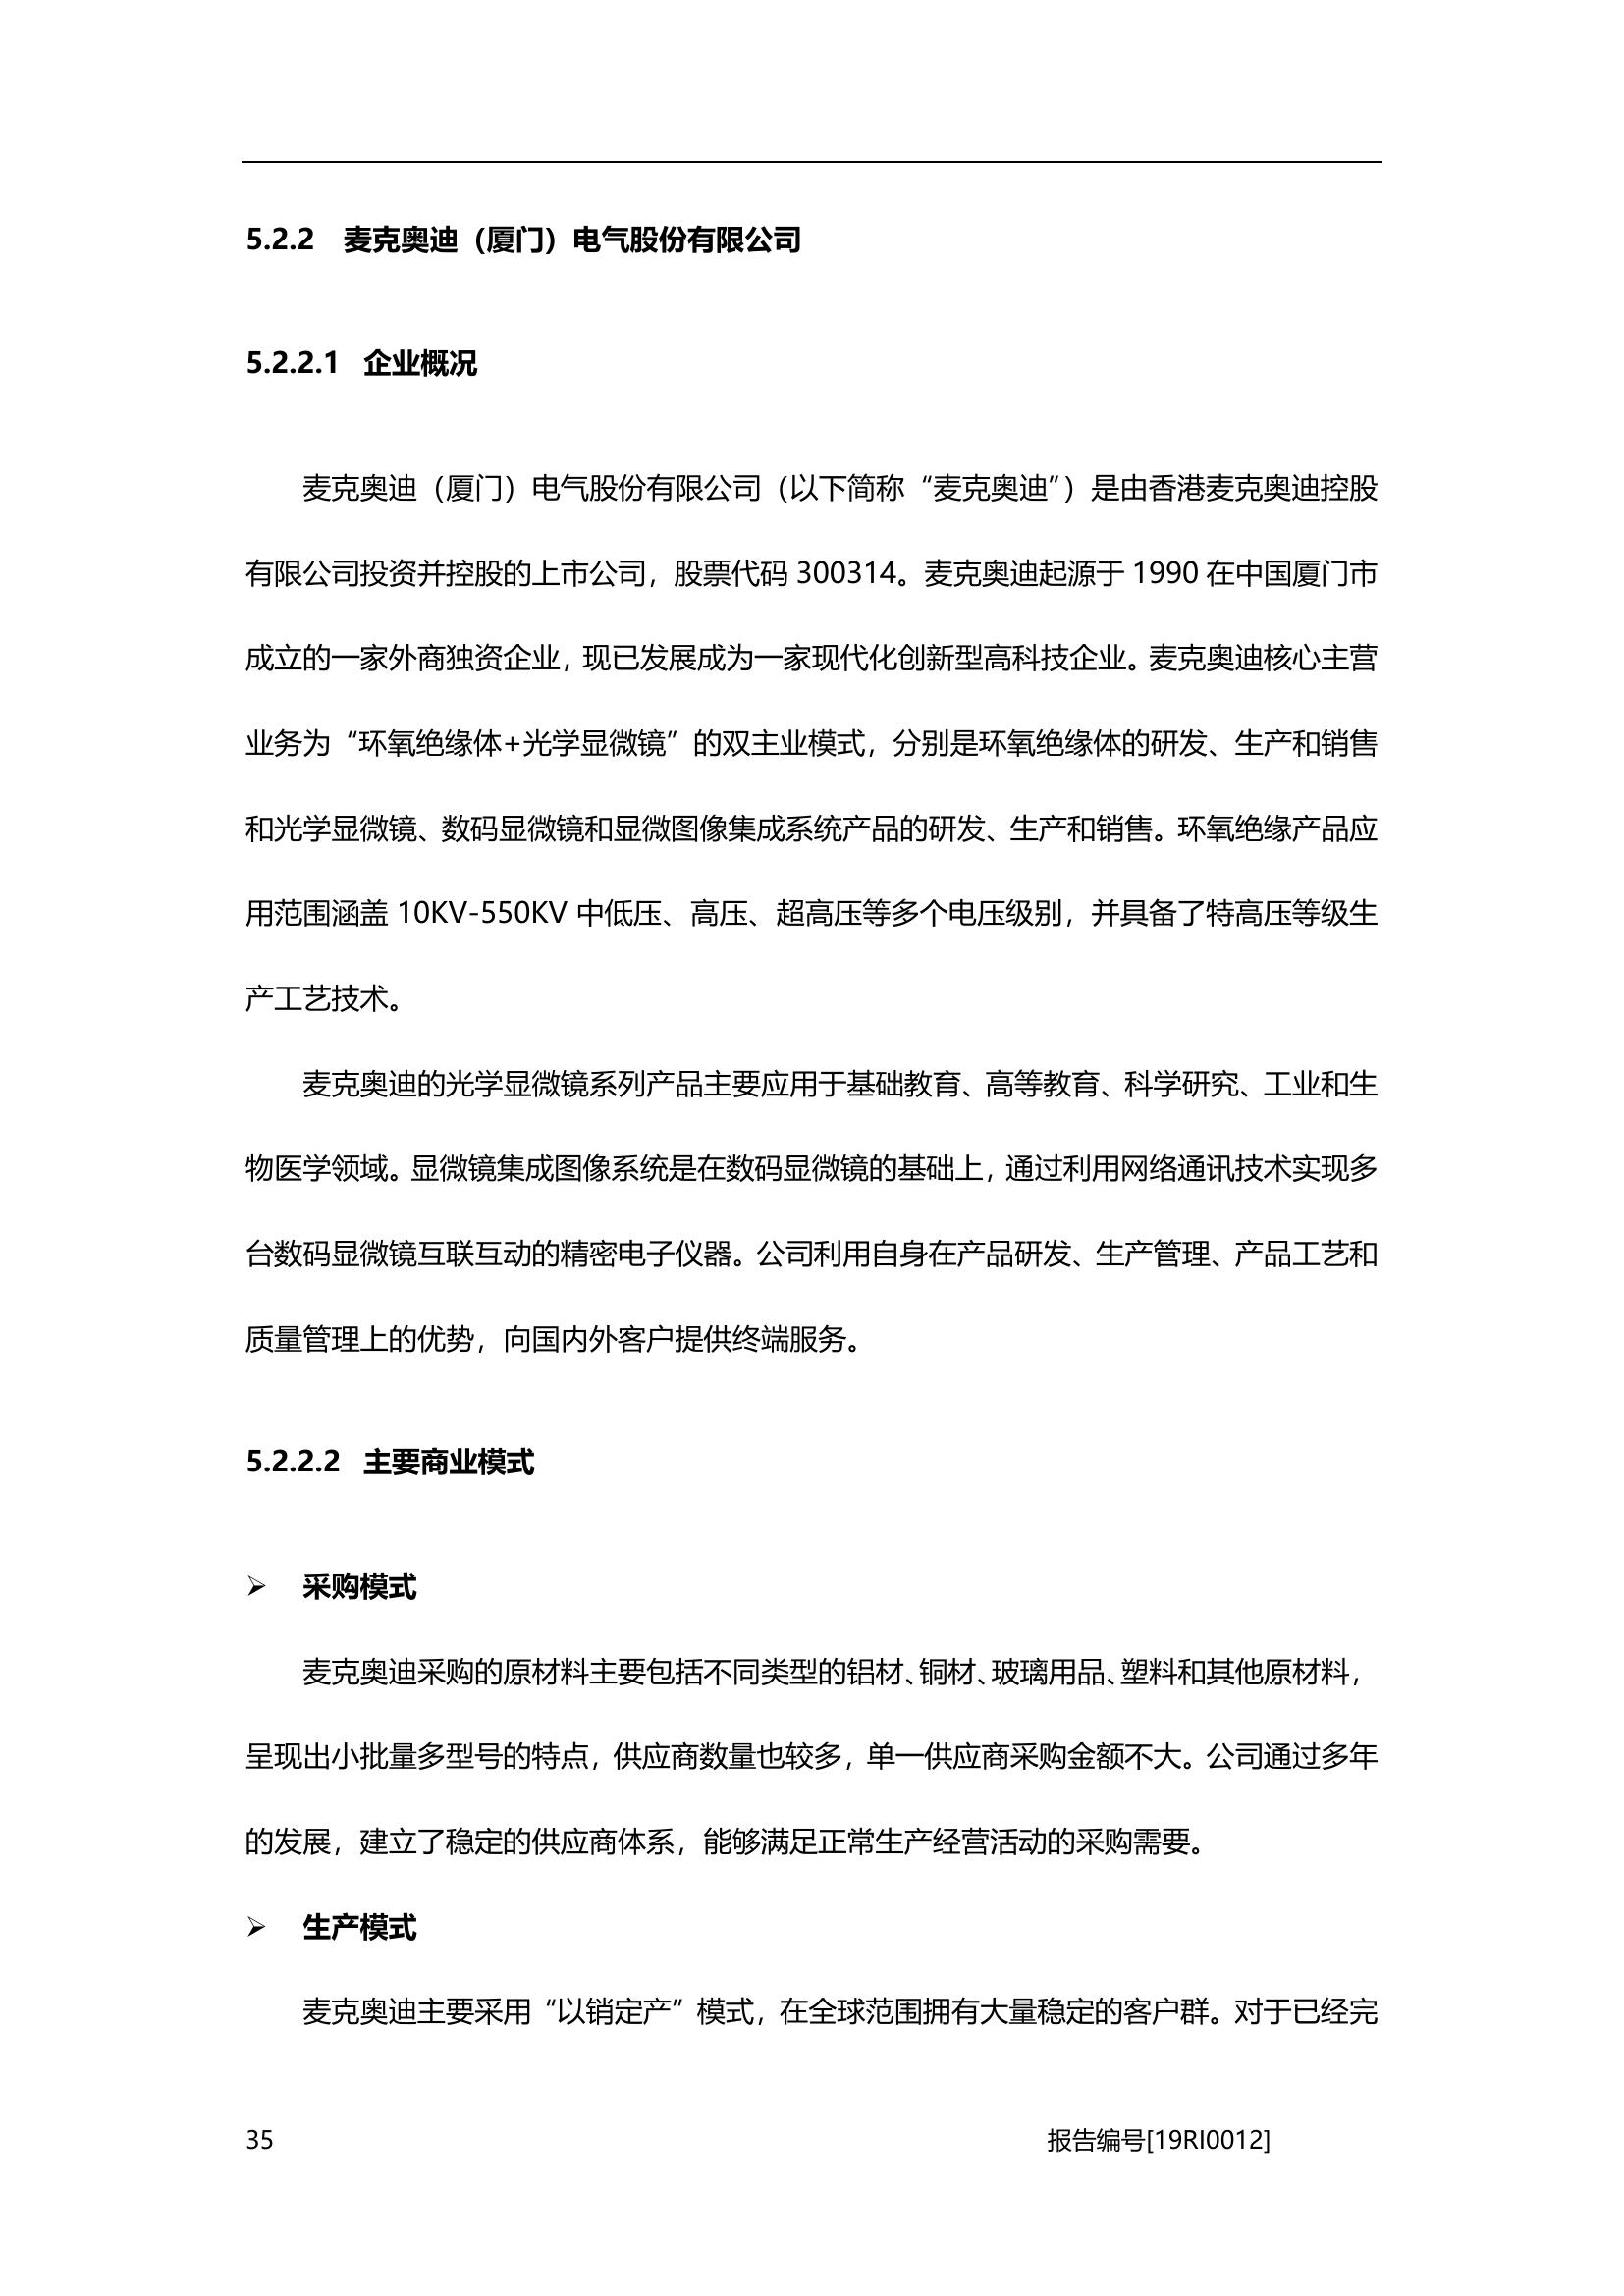 5.2.2 麦克奥迪（厦门）电气股份有限公司
5.2.2.1 企业概况
麦克奥迪（厦门）电气股份有限公司（以下简称“麦克奥迪”）是由香港麦克奥迪控股
有限公司投资并控股的上市公司，股票代码 300314。麦克奥迪起源于 1990 在中国厦门市
成立的一家外商独资企业，现已发展成为一家现代化创新型高科技企业。麦克奥迪核心主营
业务为“环氧绝缘体+光学显微镜”的双主业模式，分别是环氧绝缘体的研发、生产和销售
和光学显微镜、数码显微镜和显微图像集成系统产品的研发、生产和销售。环氧绝缘产品应
用范围涵盖 10KV-550KV 中低压、高压、超高压等多个电压级别，并具备了特高压等级生
产工艺技术。
麦克奥迪的光学显微镜系列产品主要应用于基础教育、高等教育、科学研究、工业和生
物医学领域。显微镜集成图像系统是在数码显微镜的基础上，通过利用网络通讯技术实现多
台数码显微镜互联互动的精密电子仪器。公司利用自身在产品研发、生产管理、产品工艺和
质量管理上的优势，向国内外客户提供终端服务。
5.2.2.2 主要商业模式
➢ 采购模式
麦克奥迪采购的原材料主要包括不同类型的铝材、铜材、玻璃用品、塑料和其他原材料，
呈现出小批量多型号的特点，供应商数量也较多，单一供应商采购金额不大。公司通过多年
的发展，建立了稳定的供应商体系，能够满足正常生产经营活动的采购需要。
➢ 生产模式
麦克奥迪主要采用“以销定产”模式，在全球范围拥有大量稳定的客户群。对于已经完
35 报告编号[19RI0012]